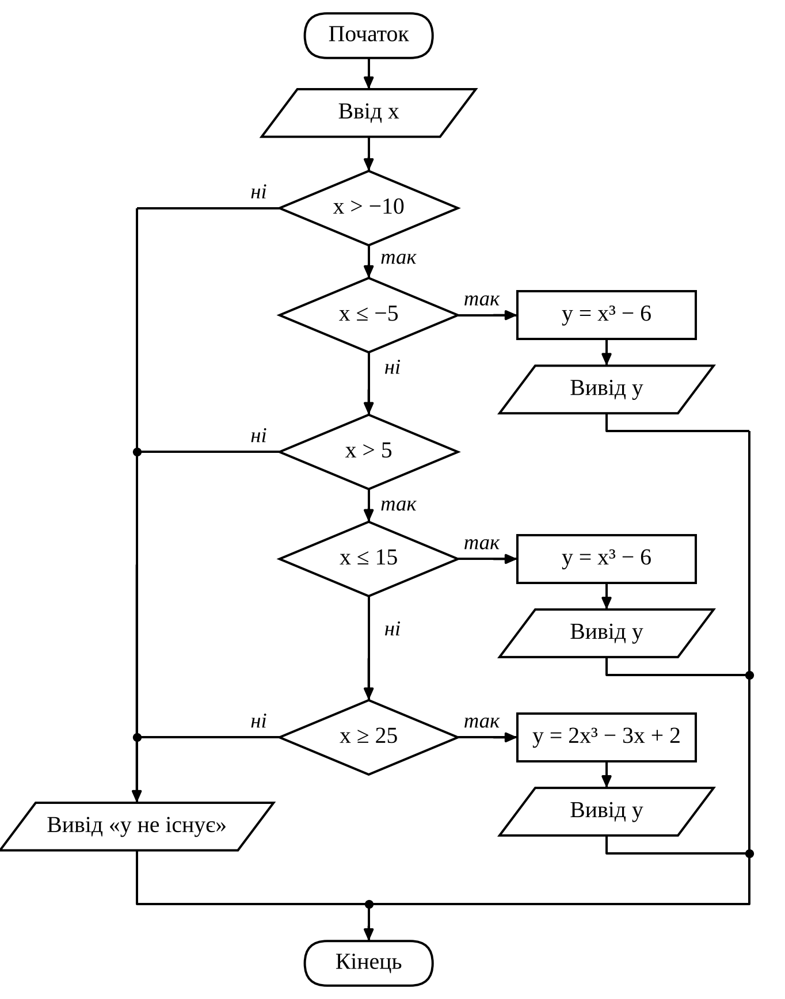 Початок
Ввід x
ні
x > −10
так
x ≤ −5
так
y = x³ − 6
ні
Вивід y
ні
x > 5
так
x ≤ 15
так
y = x³ − 6
ні
Вивід y
ні
x ≥ 25
так
y = 2x³ − 3x + 2
Вивід y
Вивід «y не існує»
Кінець